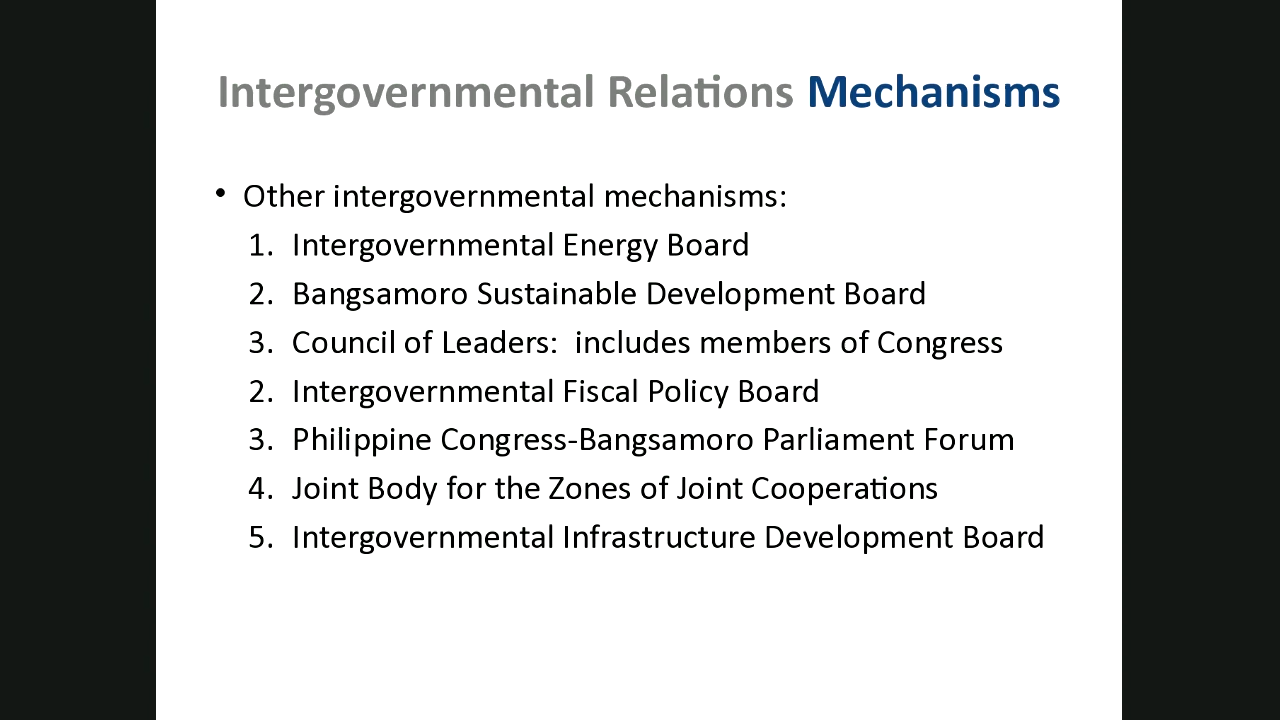 Intergovernmental Relations Mechanisms
• Other intergovernmental mechanisms:
1. Intergovernmental Energy Board
2. Bangsamoro Sustainable Development Board
3. Council of Leaders:  includes members of Congress
2. Intergovernmental Fiscal Policy Board
3. Philippine Congress-Bangsamoro Parliament Forum
4. Joint Body for the Zones of Joint Cooperations
5. Intergovernmental Infrastructure Development Board